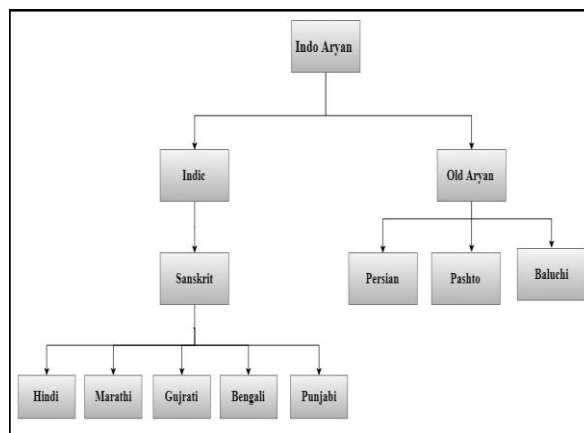 Indo Aryan
Indic
Old Aryan
Sanskrit
Persian
Pashto
Baluchi
Hindi
Marathi
Gujrati
Bengali
Punjabi